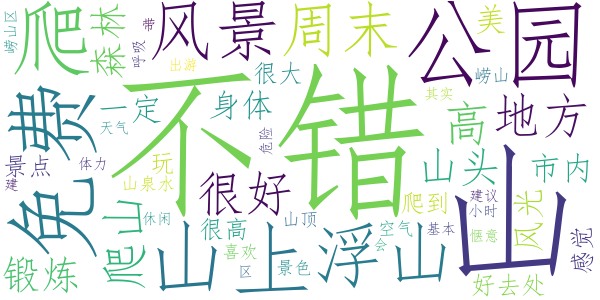 崂山区
爬
森林
带
呼吸
风景
周末
公园
美
出游
很大
崂山
其实
免费
一定
天气
不错
身体
危险
高
地方
景点
建
体力
玩
山泉水
很好
山头
市内
锻炼
爬山
休闲
山上
很高
喜欢
区
山顶
景色
浮山
空气
会
爬到
基本
山
建议
小时
惬意
风光
好去处
感觉